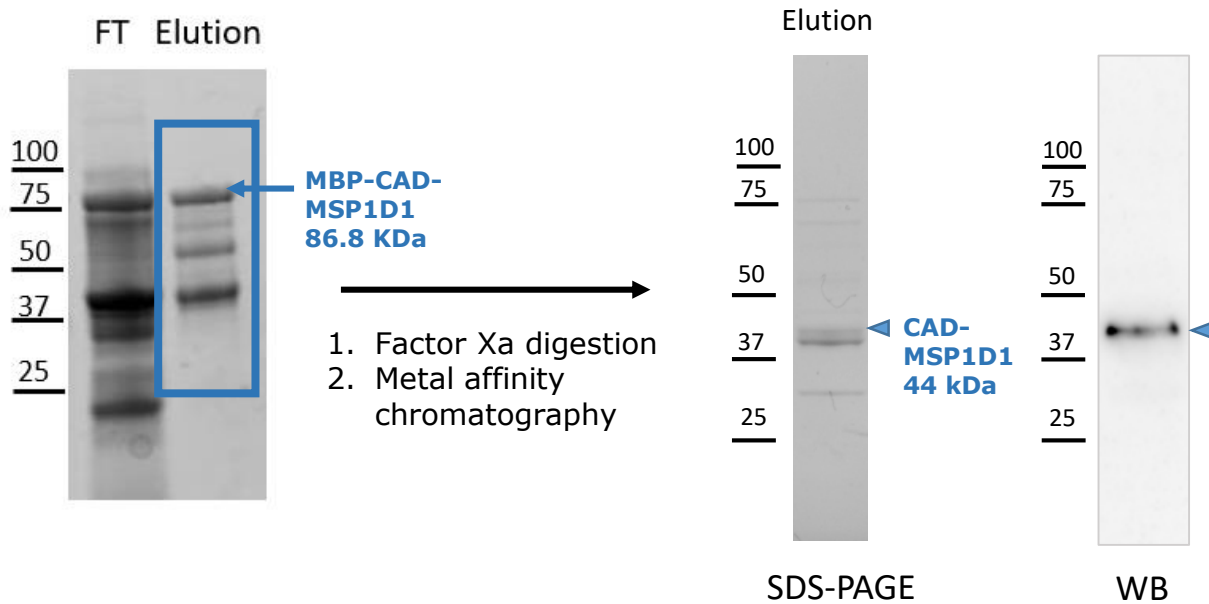 FT Elution
100
75
50
37
25
MBP-CAD-
MSP1D1
86.8 KDa
1. Factor Xa digestion
2. Metal affinity
chromatography
Elution
100
75
50
37
25
CAD-
MSP1D1
44 kDa
SDS-PAGE
100
75
50
37
25
WB